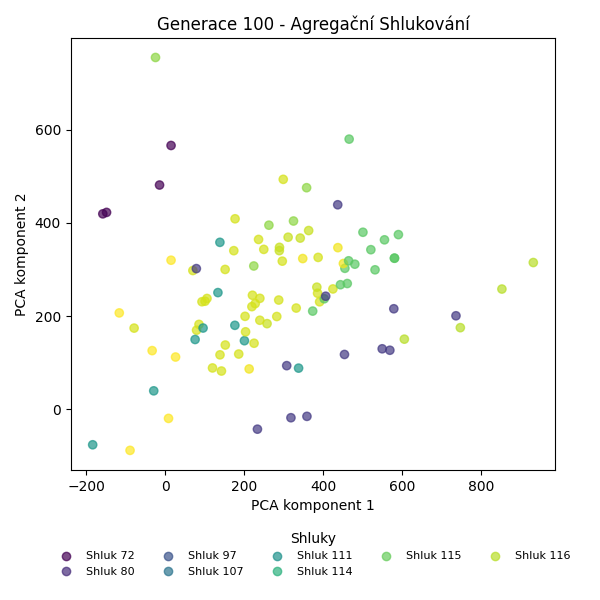 Generace 100 - Agregační Shlukování
PCA komponent 2
600
400
200
0
−200 0 200 400 600 800
PCA komponent 1
Shluky
Shluk 72 Shluk 97 Shluk 111 Shluk 115 Shluk 116
Shluk 80 Shluk 107 Shluk 114